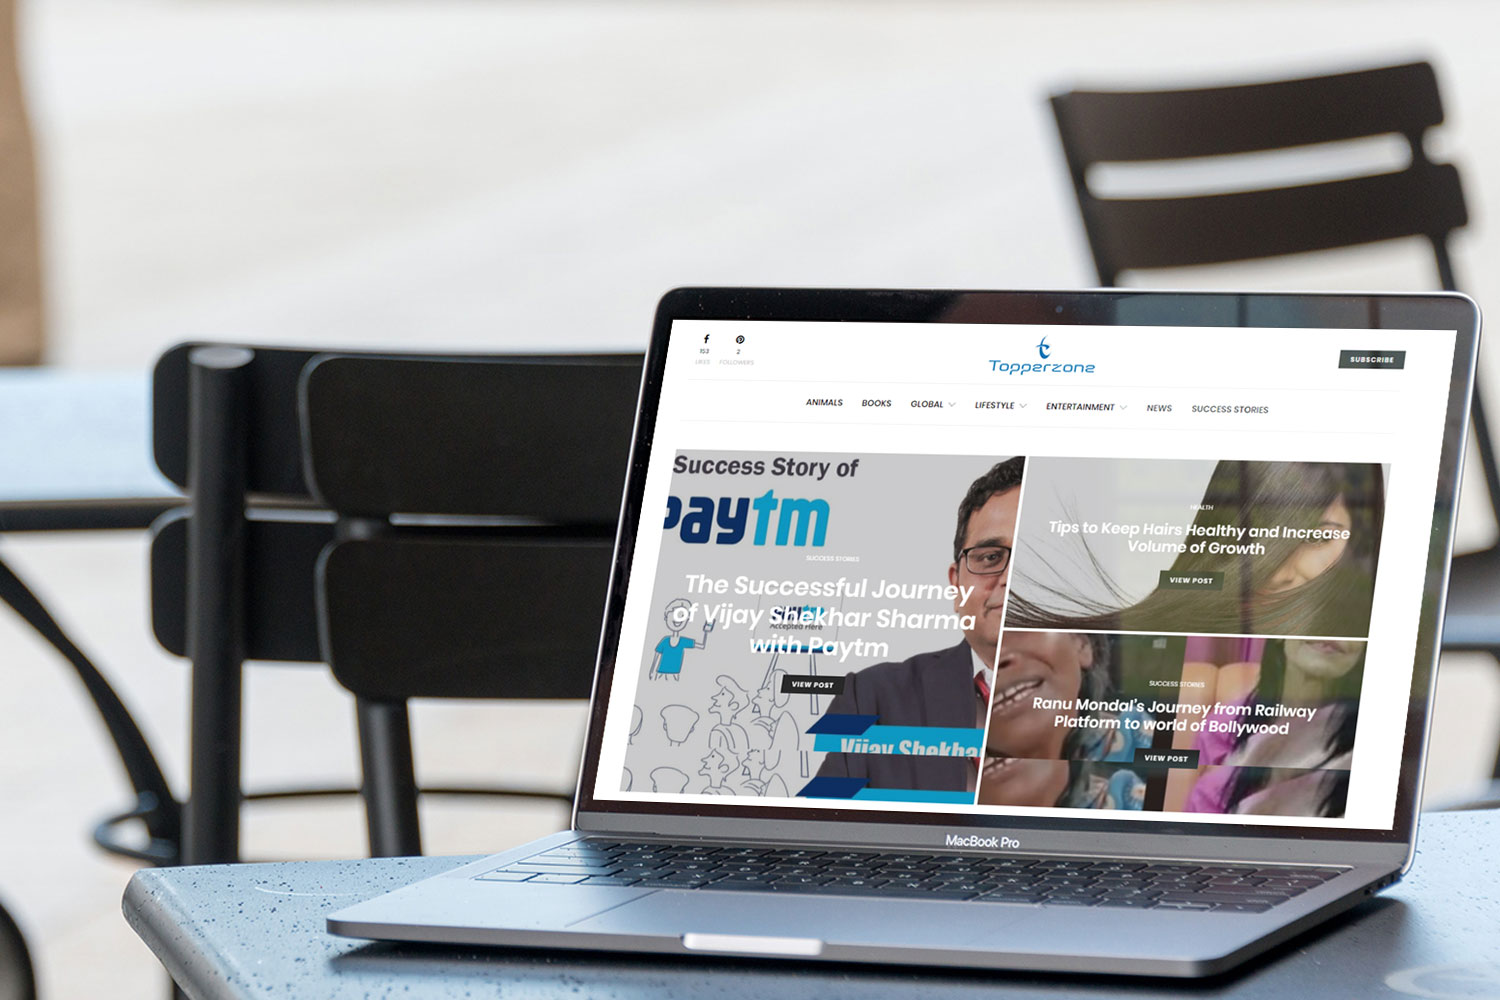 153
2
LIKES
FOLLOWERS
Topperzone
SUBSCRIBE
ANIMALS
BOOKS
GLOBAL
LIFESTYLE
ENTERTAINMENT
NEWS
SUCCESS STORIES
Success Story of
Paytm
SUCCESS STORIES
The Successful Journey
of Vijay Shekhar Sharma
with Paytm
Accepted Here
VIEW POST
Vijay Shekha
HEALTH
Tips to Keep Hairs Healthy and Increase
Volume of Growth
VIEW POST
SUCCESS STORIES
Ranu Mondal's Journey from Railway
Platform to world of Bollywood
VIEW POST
MacBook Pro